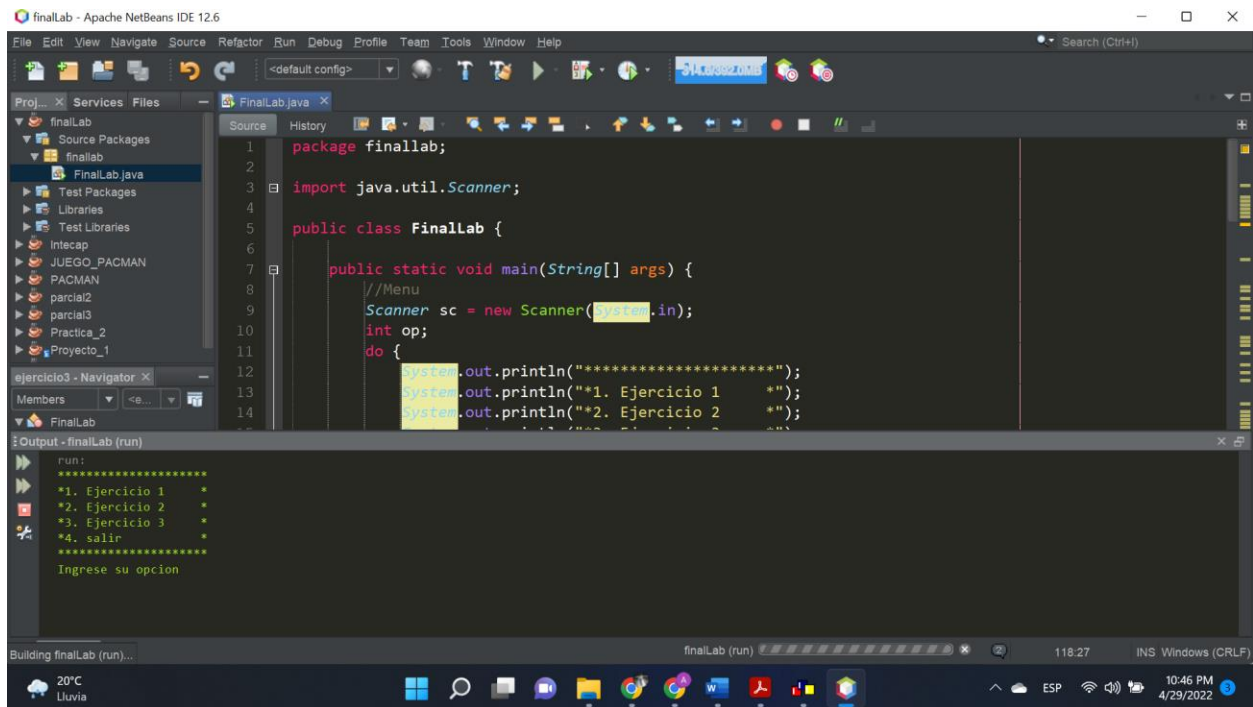 finalLab - Apache NetBeans IDE 12.6
File Edit View Navigate Source Refactor Run Debug Profile Team Tools Window Help
Search (Ctrl+I)
<default config>
Proj... Services Files
FinalLab.java
finalLab
Source Packages
finallab
FinalLab.java
Test Packages
Libraries
Test Libraries
Intecap
JUEGO_PACMAN
PACMAN
parcial2
parcial3
Practica_2
Proyecto_1
ejercicio3 - Navigator
Members <e...
FinalLab
Source History
1 package finallab;
2
3 import java.util.Scanner;
4
5 public class FinalLab {
6
7 public static void main(String[] args) {
8 //Menu
9 Scanner sc = new Scanner(System.in);
10 int op;
11 do {
12 System.out.println("*********************");
13 System.out.println("*1. Ejercicio 1     *");
14 System.out.println("*2. Ejercicio 2     *");
Output - finalLab (run)
run:
*********************
*1. Ejercicio 1     *
*2. Ejercicio 2     *
*3. Ejercicio 3     *
*4. salir           *
*********************
Ingrese su opcion
Building finalLab (run)...
finalLab (run)
118:27
INS Windows (CRLF)
20°C
Lluvia
ESP
10:46 PM
4/29/2022
3